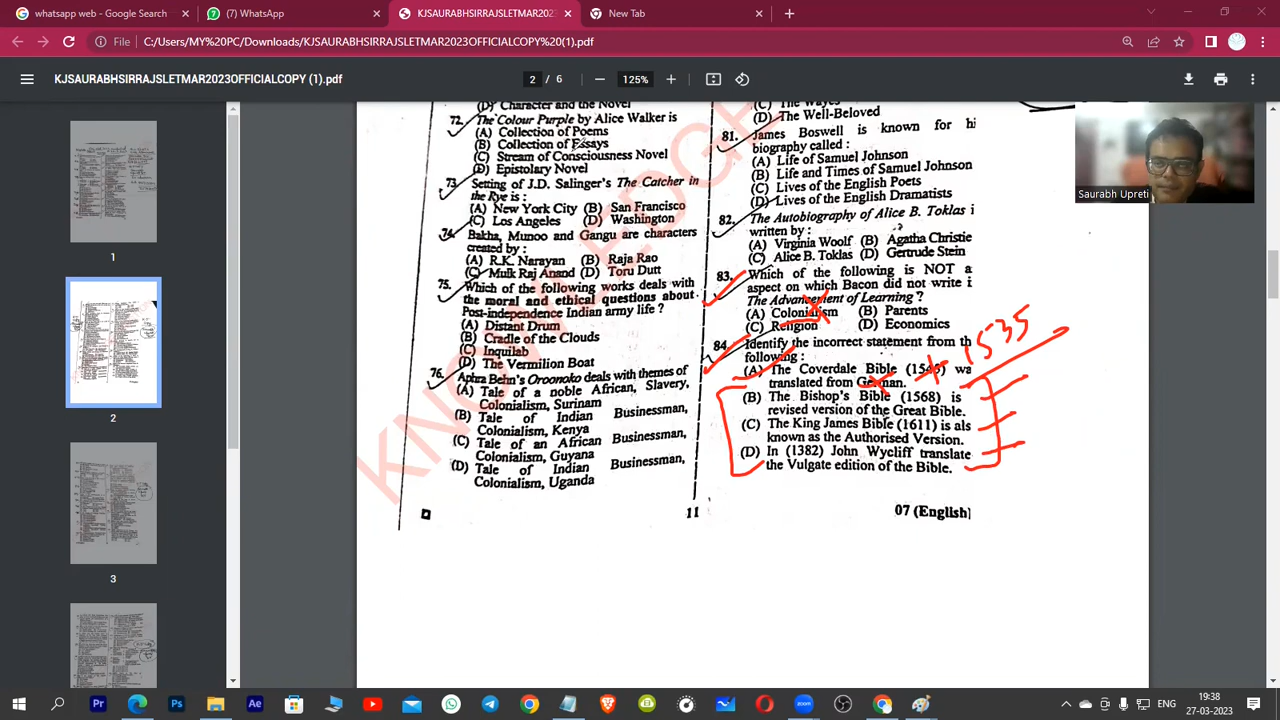 whatsapp web - Google Search
(7) WhatsApp
KJSAURABHSIRRAJSLETMAR2023
New Tab
File C:/Users/MY%20PC/Downloads/KJSAURABHSIRRAJSLETMAR2023OFFICIALCOPY%20(1).pdf
KJSAURABHSIRRAJSLETMAR2023OFFICIALCOPY (1).pdf
2 / 6
125%
1
2
3
(D) Character and the Novel
72. The Colour Purple by Alice Walker is
(A) Collection of Poems
(B) Collection of Essays
(C) Stream of Consciousness Novel
(D) Epistolary Novel
73. Setting of J.D. Salinger's The Catcher in
the Rye is :
(A) New York City (B) San Francisco
(C) Los Angeles (D) Washington
74. Bakha, Munoo and Gangu are characters
created by :
(A) R.K. Narayan (B) Raja Rao
(C) Mulk Raj Anand (D) Toru Dutt
75. Which of the following works deals with
the moral and ethical questions about
Post-independence Indian army life ?
(A) Distant Drum
(B) Cradle of the Clouds
(C) Inquilab
(D) The Vermilion Boat
76. Aphra Behn's Oroonoko deals with themes of
(A) Tale of a noble African, Slavery,
Colonialism, Surinam
(B) Tale of Indian Businessman,
Colonialism, Kenya
(C) Tale of an African Businessman,
Colonialism, Guyana
(D) Tale of Indian Businessman,
Colonialism, Uganda
11
(C) The Waves
(D) The Well-Beloved
81. James Boswell is known for hi
biography called :
(A) Life of Samuel Johnson
(B) Life and Times of Samuel Johnson
(C) Lives of the English Poets
(D) Lives of the English Dramatists
82. The Autobiography of Alice B. Toklas i
written by :
(A) Virginia Woolf (B) Agatha Christie
(C) Alice B. Toklas (D) Gertrude Stein
83. Which of the following is NOT a
aspect on which Bacon did not write i
The Advancement of Learning ?
(A) Colonialism (B) Parents
(C) Religion (D) Economics
84. Identify the incorrect statement from th
following :
(A) The Coverdale Bible (1546) wa
translated from German.
(B) The Bishop's Bible (1568) is
revised version of the Great Bible.
(C) The King James Bible (1611) is als
known as the Authorised Version.
(D) In (1382) John Wycliff translate
the Vulgate edition of the Bible.
07 (English)
1535
Saurabh Upreti
ENG
19:38
27-03-2023